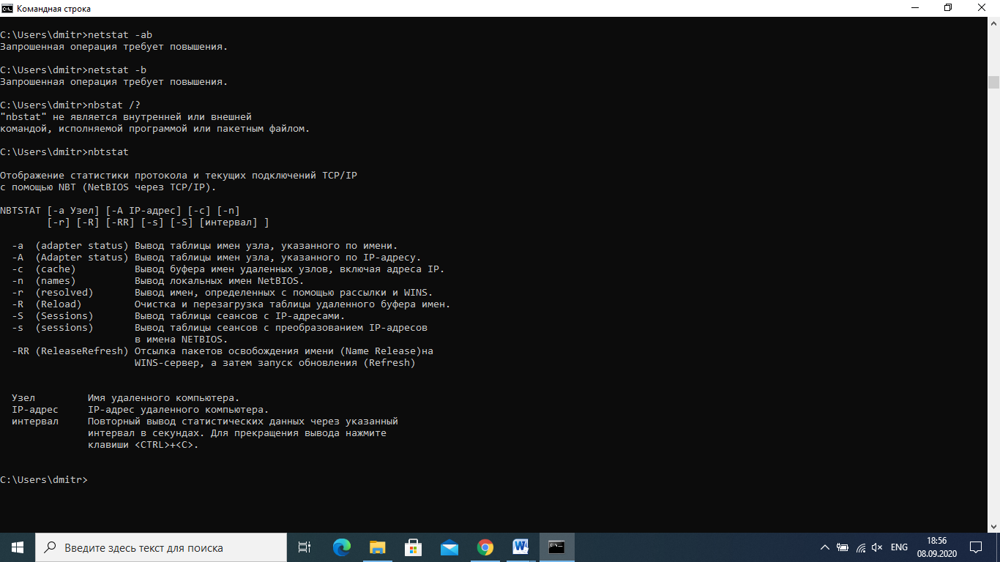 Командная строка
C:\Users\dmitr>netstat -ab
Запрошенная операция требует повышения.
C:\Users\dmitr>netstat -b
Запрошенная операция требует повышения.
C:\Users\dmitr>nbstat /?
"nbstat" не является внутренней или внешней
командой, исполняемой программой или пакетным файлом.
C:\Users\dmitr>nbtstat
Отображение статистики протокола и текущих подключений TCP/IP
с помощью NBT (NetBIOS через TCP/IP).
NBTSTAT [-a Узел] [-A IP-адрес] [-c] [-n]
[-r] [-R] [-RR] [-s] [-S] [интервал] ]
-a (adapter status) Вывод таблицы имен узла, указанного по имени.
-A (Adapter status) Вывод таблицы имен узла, указанного по IP-адресу.
-c (cache) Вывод буфера имен удаленных узлов, включая адреса IP.
-n (names) Вывод локальных имен NetBIOS.
-r (resolved) Вывод имен, определенных с помощью рассылки и WINS.
-R (Reload) Очистка и перезагрузка таблицы удаленного буфера имен.
-S (Sessions) Вывод таблицы сеансов с IP-адресами.
-s (sessions) Вывод таблицы сеансов с преобразованием IP-адресов
в имена NETBIOS.
-RR (ReleaseRefresh) Отсылка пакетов освобождения имени (Name Release)на
WINS-сервер, а затем запуск обновления (Refresh)
Узел Имя удаленного компьютера.
IP-адрес IP-адрес удаленного компьютера.
интервал Повторный вывод статистических данных через указанный
интервал в секундах. Для прекращения вывода нажмите
клавиши <CTRL>+<C>.
C:\Users\dmitr>
Введите здесь текст для поиска
ENG
18:56
08.09.2020